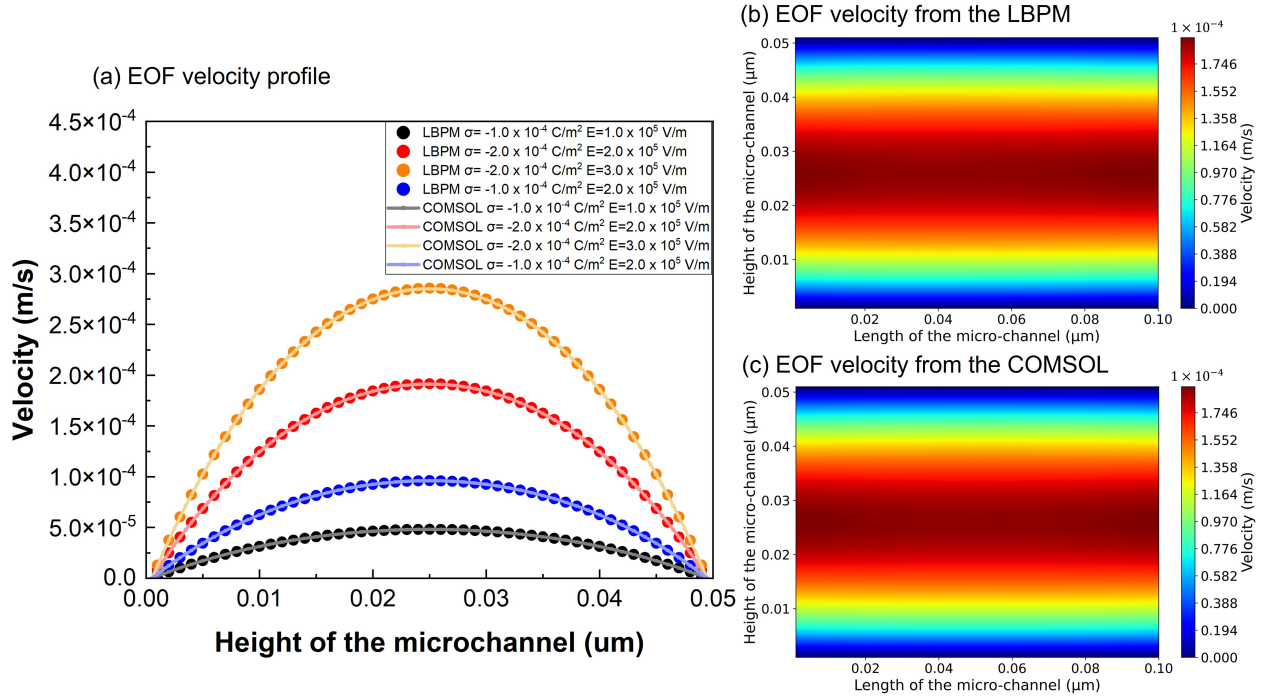 (a) EOF velocity profile
Velocity (m/s)
4.5×10⁻⁴
4.0×10⁻⁴
3.5×10⁻⁴
3.0×10⁻⁴
2.5×10⁻⁴
2.0×10⁻⁴
1.5×10⁻⁴
1.0×10⁻⁴
5.0×10⁻⁵
0.0
0.00 0.01 0.02 0.03 0.04 0.05
Height of the microchannel (um)
LBPM σ= -1.0 x 10⁻⁴ C/m² E=1.0 x 10⁵ V/m
LBPM σ= -2.0 x 10⁻⁴ C/m² E=2.0 x 10⁵ V/m
LBPM σ= -2.0 x 10⁻⁴ C/m² E=3.0 x 10⁵ V/m
LBPM σ= -1.0 x 10⁻⁴ C/m² E=2.0 x 10⁵ V/m
COMSOL σ= -1.0 x 10⁻⁴ C/m² E=1.0 x 10⁵ V/m
COMSOL σ= -2.0 x 10⁻⁴ C/m² E=2.0 x 10⁵ V/m
COMSOL σ= -2.0 x 10⁻⁴ C/m² E=3.0 x 10⁵ V/m
COMSOL σ= -1.0 x 10⁻⁴ C/m² E=2.0 x 10⁵ V/m
(b) EOF velocity from the LBPM
Height of the micro-channel (μm)
0.05
0.04
0.03
0.02
0.01
0.02 0.04 0.06 0.08 0.10
Length of the micro-channel (μm)
1×10⁻⁴
1.746
1.552
1.358
1.164
0.970
0.776
0.582
0.388
0.194
0.000
Velocity (m/s)
(c) EOF velocity from the COMSOL
Height of the micro-channel (μm)
0.05
0.04
0.03
0.02
0.01
0.02 0.04 0.06 0.08 0.10
Length of the micro-channel (μm)
1×10⁻⁴
1.746
1.552
1.358
1.164
0.970
0.776
0.582
0.388
0.194
0.000
Velocity (m/s)